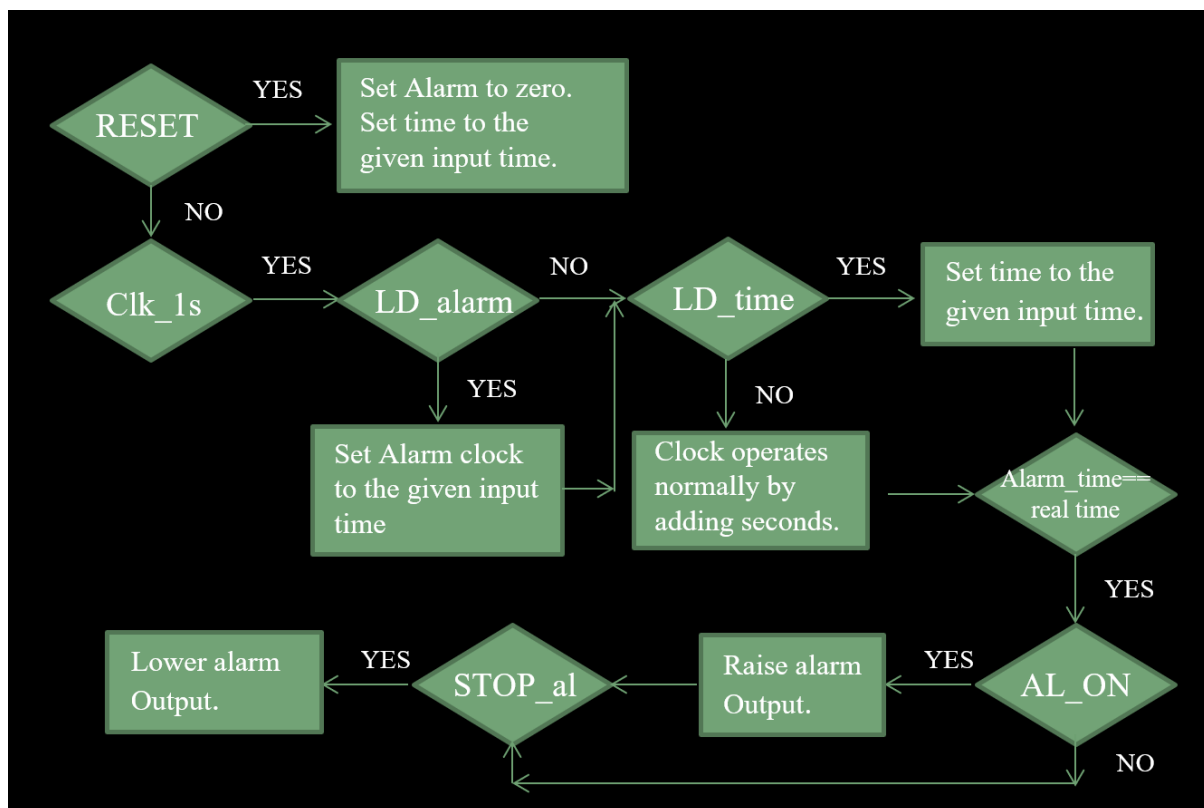 YES
Set Alarm to zero.
Set time to the
given input time.
RESET
NO
Clk_1s
YES
LD_alarm
NO
LD_time
YES
Set time to the
given input time.
YES
NO
Set Alarm clock
to the given input
time
Clock operates
normally by
adding seconds.
Alarm_time==
real time
YES
Lower alarm
Output.
YES
STOP_al
Raise alarm
Output.
YES
AL_ON
NO